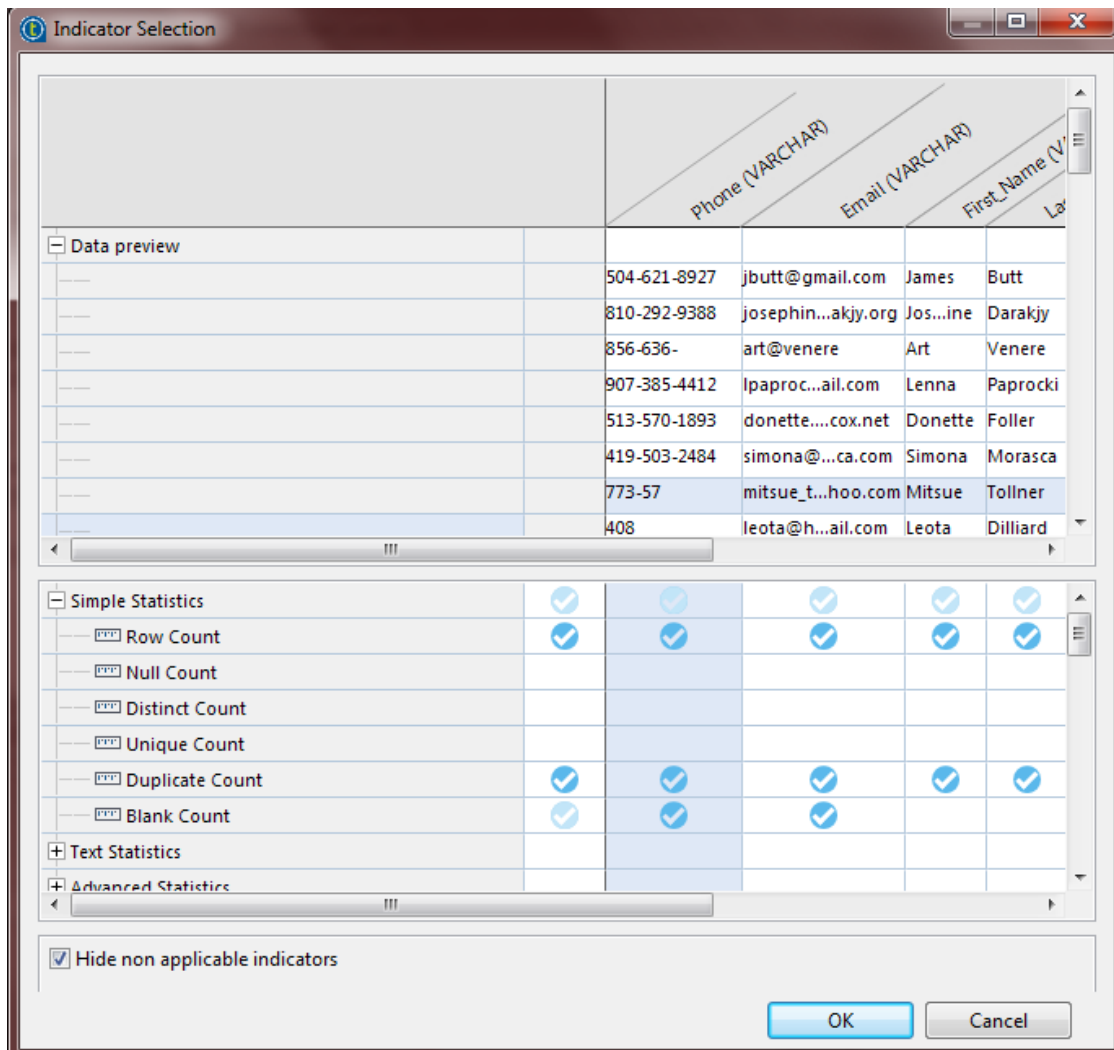 Indicator Selection
Phone (VARCHAR)
Email (VARCHAR)
First_Name (V
La
Data preview
504-621-8927 jbutt@gmail.com James Butt
810-292-9388 josephin...akjy.org Jos...ine Darakjy
856-636- art@venere Art Venere
907-385-4412 lpaproc...ail.com Lenna Paprocki
513-570-1893 donette....cox.net Donette Foller
419-503-2484 simona@...ca.com Simona Morasca
773-57 mitsue_t...hoo.com Mitsue Tollner
408 leota@h...ail.com Leota Dilliard
Simple Statistics
Row Count
Null Count
Distinct Count
Unique Count
Duplicate Count
Blank Count
Text Statistics
Advanced Statistics
Hide non applicable indicators
OK Cancel